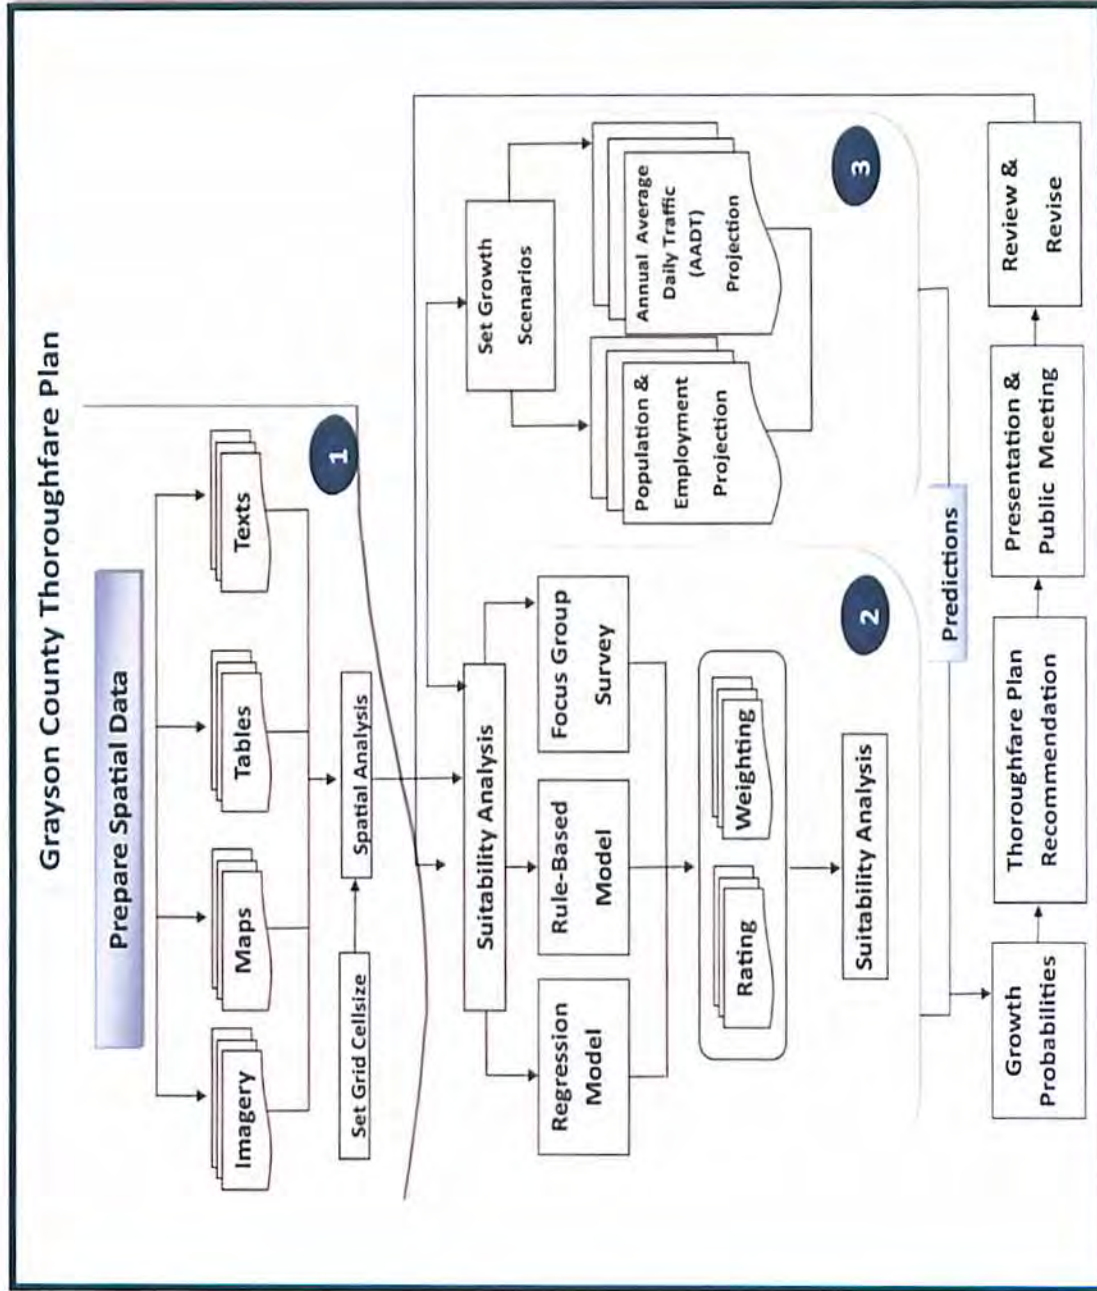 Grayson County Thoroughfare Plan
Prepare Spatial Data
Imagery
Maps
Tables
Texts
1
Set Grid Cellsize
Spatial Analysis
Suitability Analysis
Set Growth
Scenarios
Regression
Model
Rule-Based
Model
Focus Group
Survey
Population &
Employment
Projection
Annual Average
Daily Traffic
(AADT)
Projection
Rating
Weighting
Suitability Analysis
2
3
Predictions
Growth
Probabilities
Thoroughfare Plan
Recommendation
Presentation &
Public Meeting
Review &
Revise